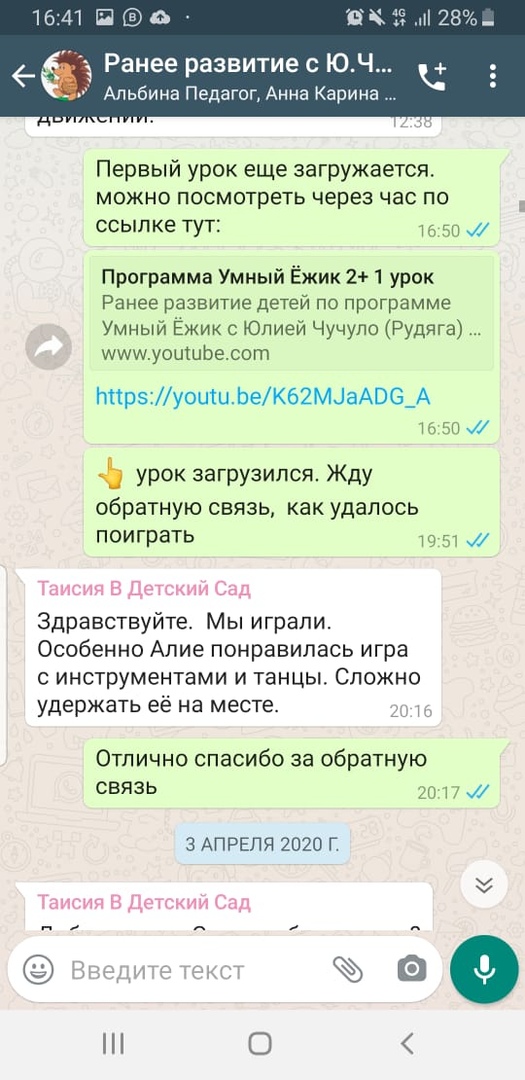 16:41
4G
28%
Ранее развитие с Ю.Ч...
Альбина Педагог, Анна Карина ...
движений.
12:38
Первый урок еще загружается.
можно посмотреть через час по
ссылке тут:
16:50
Программа Умный Ёжик 2+ 1 урок
Ранее развитие детей по программе
Умный Ёжик с Юлией Чучуло (Рудяга) ...
www.youtube.com
https://youtu.be/K62MJaADG_A
16:50
урок загрузился. Жду
обратную связь, как удалось
поиграть
19:51
Таисия В Детский Сад
Здравствуйте. Мы играли.
Особенно Алие понравилась игра
с инструментами и танцы. Сложно
удержать её на месте.
20:16
Отлично спасибо за обратную
связь
20:17
3 АПРЕЛЯ 2020 Г.
Таисия В Детский Сад
Введите текст